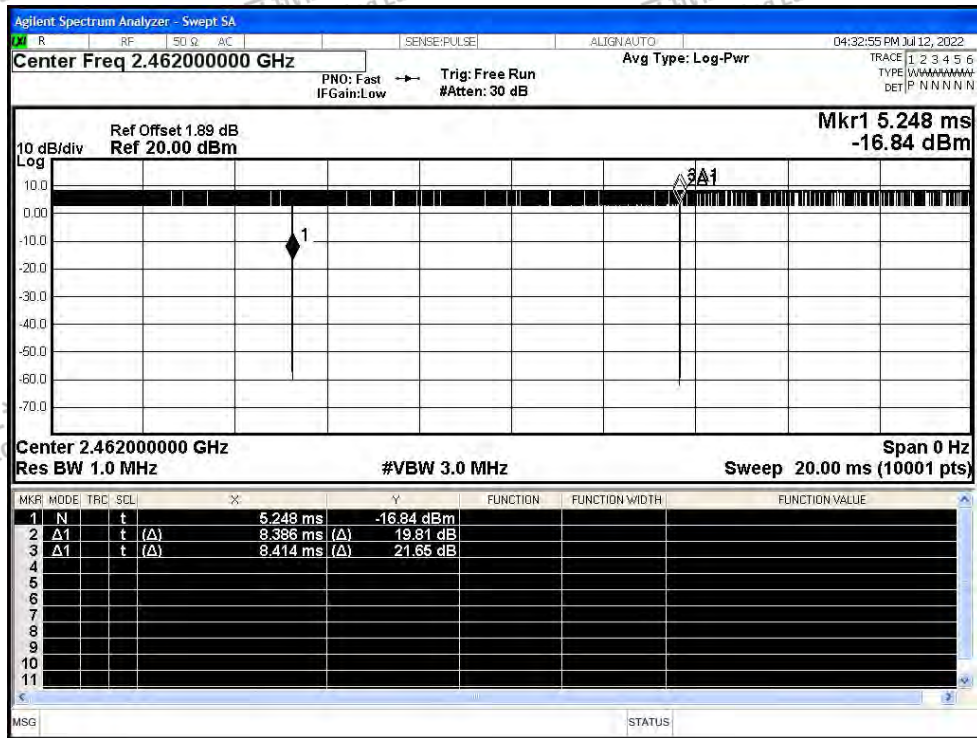 Agilent Spectrum Analyzer - Swept SA
R RF 50 Ω AC SENSE:PULSE ALIGN AUTO 04:32:55 PM Jul 12, 2022
Center Freq 2.462000000 GHz
PNO: Fast
IFGain:Low
Trig: Free Run
#Atten: 30 dB
Avg Type: Log-Pwr
TRACE 1 2 3 4 5 6
TYPE
DET P N N N N N
Mkr1 5.248 ms
-16.84 dBm
Ref Offset 1.89 dB
10 dB/div Ref 20.00 dBm
Log
10.0
0.00
-10.0
-20.0
-30.0
-40.0
-50.0
-60.0
-70.0
1
3Δ1
Center 2.462000000 GHz Span 0 Hz
Res BW 1.0 MHz #VBW 3.0 MHz Sweep 20.00 ms (10001 pts)
MKR MODE TRC SCL X Y FUNCTION FUNCTION WIDTH FUNCTION VALUE
1 N t 5.248 ms -16.84 dBm
2 Δ1 t (Δ) 8.386 ms (Δ) 19.81 dB
3 Δ1 t (Δ) 8.414 ms (Δ) 21.65 dB
4
5
6
7
8
9
10
11
MSG STATUS